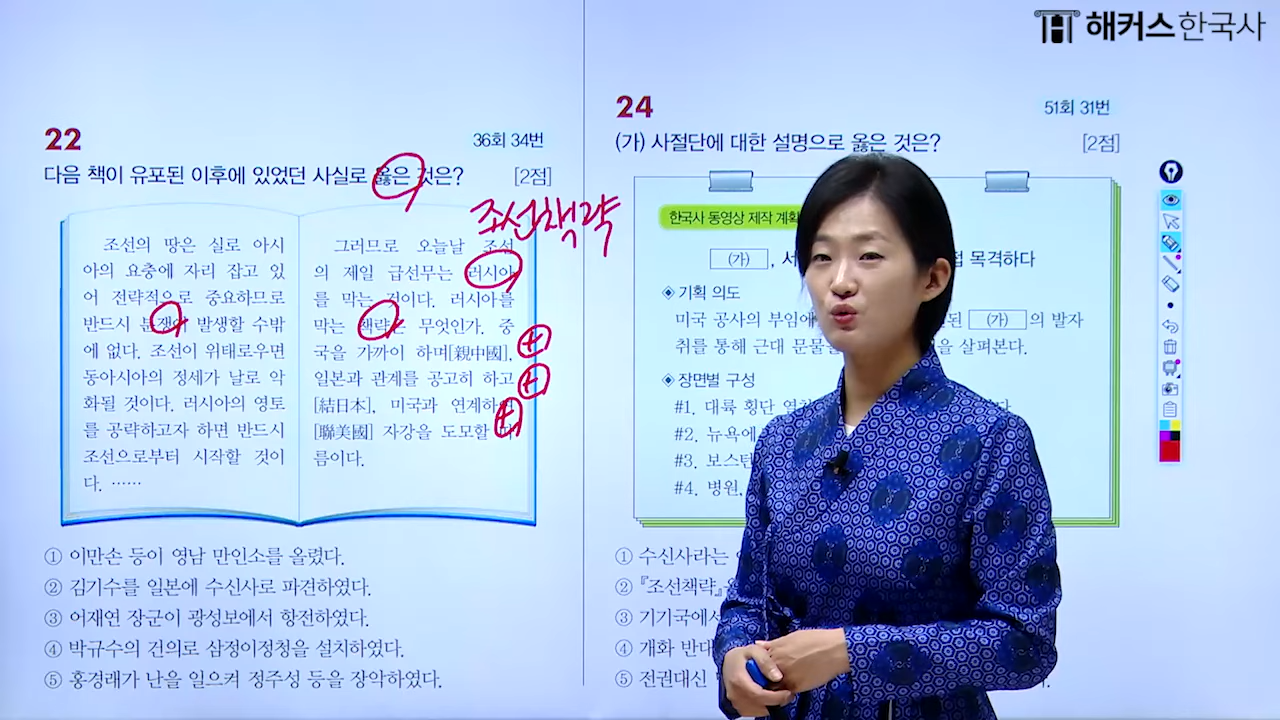 해커스한국사
22
36회 34번
다음 책이 유포된 이후에 있었던 사실로 옳은 것은? [2점]
조선책략
조선의 땅은 실로 아시
아의 요충에 자리 잡고 있
어 전략적으로 중요하므로
반드시 분쟁이 발생할 수밖
에 없다. 조선이 위태로우면
동아시아의 정세가 날로 악
화될 것이다. 러시아의 영토
를 공략하고자 하면 반드시
조선으로부터 시작할 것이
다. ……
그러므로 오늘날 조선
의 제일 급선무는 러시아
를 막는 것이다. 러시아를
막는 책략은 무엇인가. 중
국을 가까이 하며[親中國],
일본과 관계를 공고히 하고
[結日本], 미국과 연계하여
[聯美國] 자강을 도모할 따
름이다.
① 이만손 등이 영남 만인소를 올렸다.
② 김기수를 일본에 수신사로 파견하였다.
③ 어재연 장군이 광성보에서 항전하였다.
④ 박규수의 건의로 삼정이정청을 설치하였다.
⑤ 홍경래가 난을 일으켜 정주성 등을 장악하였다.
24
51회 31번
(가) 사절단에 대한 설명으로 옳은 것은? [2점]
한국사 동영상 제작 계획
(가), 목격하다
◈ 기획 의도
미국 공사의 부임에 (가)의 발자
취를 통해 근대 문물을 살펴본다.
◈ 장면별 구성
#1. 대륙 횡단
#2. 뉴욕에
#3. 보스턴
#4. 병원,
① 수신사라는
② 『조선책략』
③ 기기국에서
④ 개화 반대
⑤ 전권대신